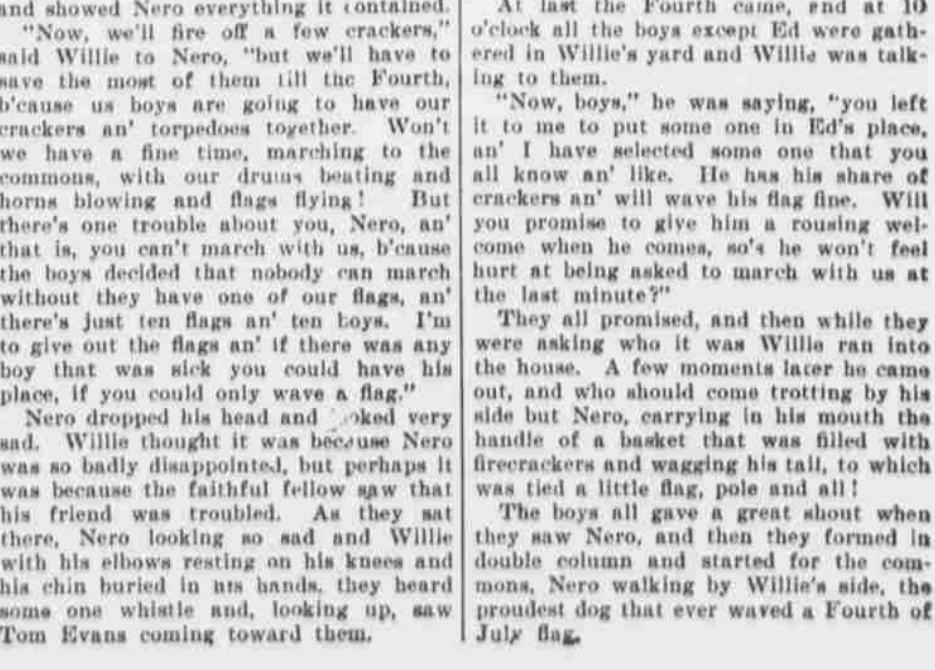 and showed Nero everything it contained.
"Now, we'll fire off a few crackers,"
said Willie to Nero, "but we'll have to
save the most of them till the Fourth,
b'cause us boys are going to have our
crackers an' torpedoes together. Won't
we have a fine time, marching to the
commons, with our drums beating and
horns blowing and flags flying! But
there's one trouble about you, Nero, an'
that is, you can't march with us, b'cause
the boys decided that nobody can march
without they have one of our flags, an'
there's just ten flags an' ten boys. I'm
to give out the flags an' if there was any
boy that was sick you could have his
place, if you could only wave a flag."
Nero dropped his head and looked very
sad. Willie thought it was because Nero
was so badly disappointed, but perhaps it
was because the faithful fellow saw that
his friend was troubled. As they sat
there, Nero looking so sad and Willie
with his elbows resting on his knees and
his chin buried in his hands, they heard
some one whistle and, looking up, saw
Tom Evans coming toward them.
At last the Fourth came, and at 10
o'clock all the boys except Ed were gath-
ered in Willie's yard and Willie was talk-
ing to them.
"Now, boys," he was saying, "you left
it to me to put some one in Ed's place,
an' I have selected some one that you
all know an' like. He has his share of
crackers an' will wave his flag fine. Will
you promise to give him a rousing wel-
come when he comes, so's he won't feel
hurt at being asked to march with us at
the last minute?"
They all promised, and then while they
were asking who it was Willie ran into
the house. A few moments later he came
out, and who should come trotting by his
side but Nero, carrying in his mouth the
handle of a basket that was filled with
firecrackers and wagging his tail, to which
was tied a little flag, pole and all!
The boys all gave a great shout when
they saw Nero, and then they formed in
double column and started for the com-
mons, Nero walking by Willie's side, the
proudest dog that ever waved a Fourth of
July flag.